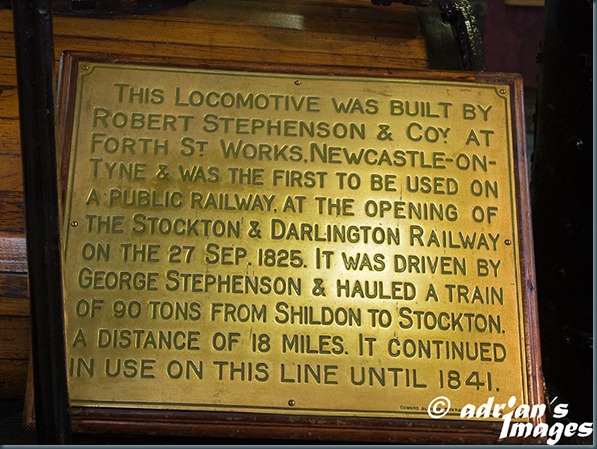 THIS LOCOMOTIVE WAS BUILT BY
ROBERT STEPHENSON & COY. AT
FORTH ST WORKS, NEWCASTLE-ON-
TYNE & WAS THE FIRST TO BE USED ON
A PUBLIC RAILWAY, AT THE OPENING OF
THE STOCKTON & DARLINGTON RAILWAY
ON THE 27 SEP. 1825. IT WAS DRIVEN BY
GEORGE STEPHENSON & HAULED A TRAIN
OF 90 TONS FROM SHILDON TO STOCKTON.
A DISTANCE OF 18 MILES. IT CONTINUED
IN USE ON THIS LINE UNTIL 1841.
© adrian's
Images